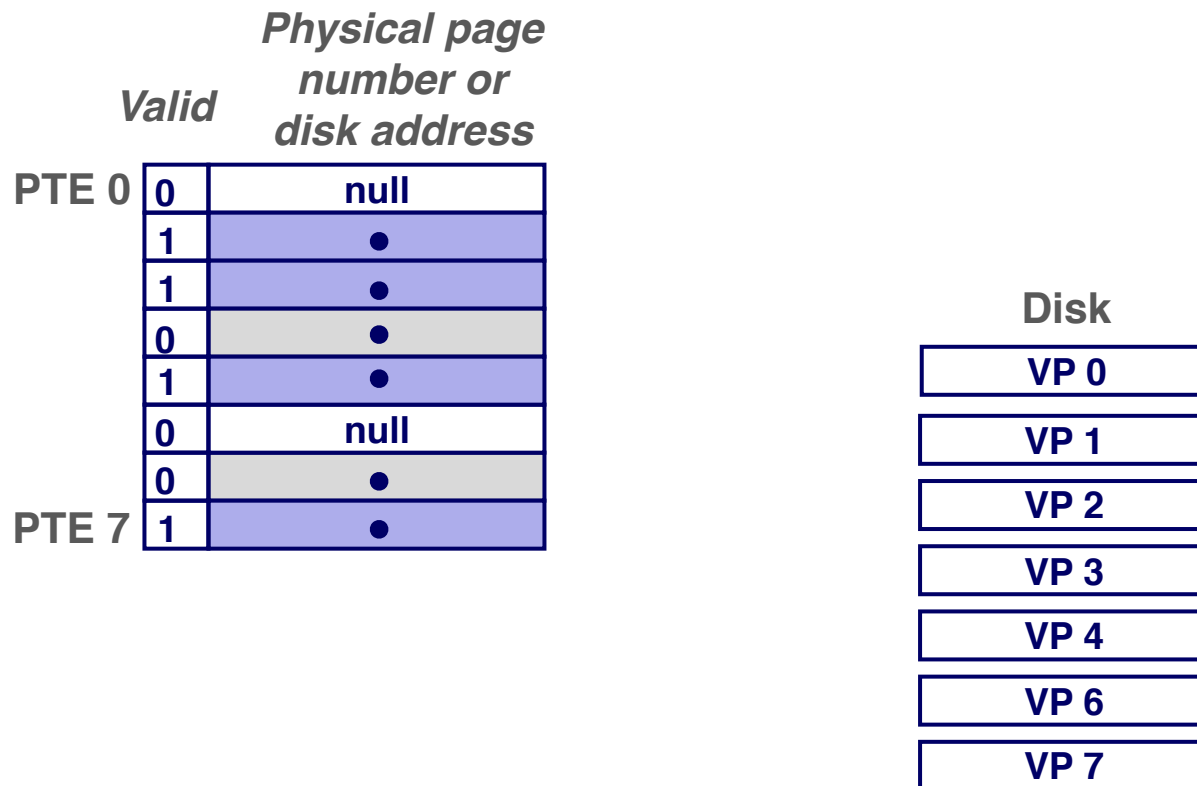 Physical page
number or
disk address
Valid
PTE 0 0 null
1 •
1 •
0 •
1 •
0 null
0 •
PTE 7 1 •
Disk
VP 0
VP 1
VP 2
VP 3
VP 4
VP 6
VP 7